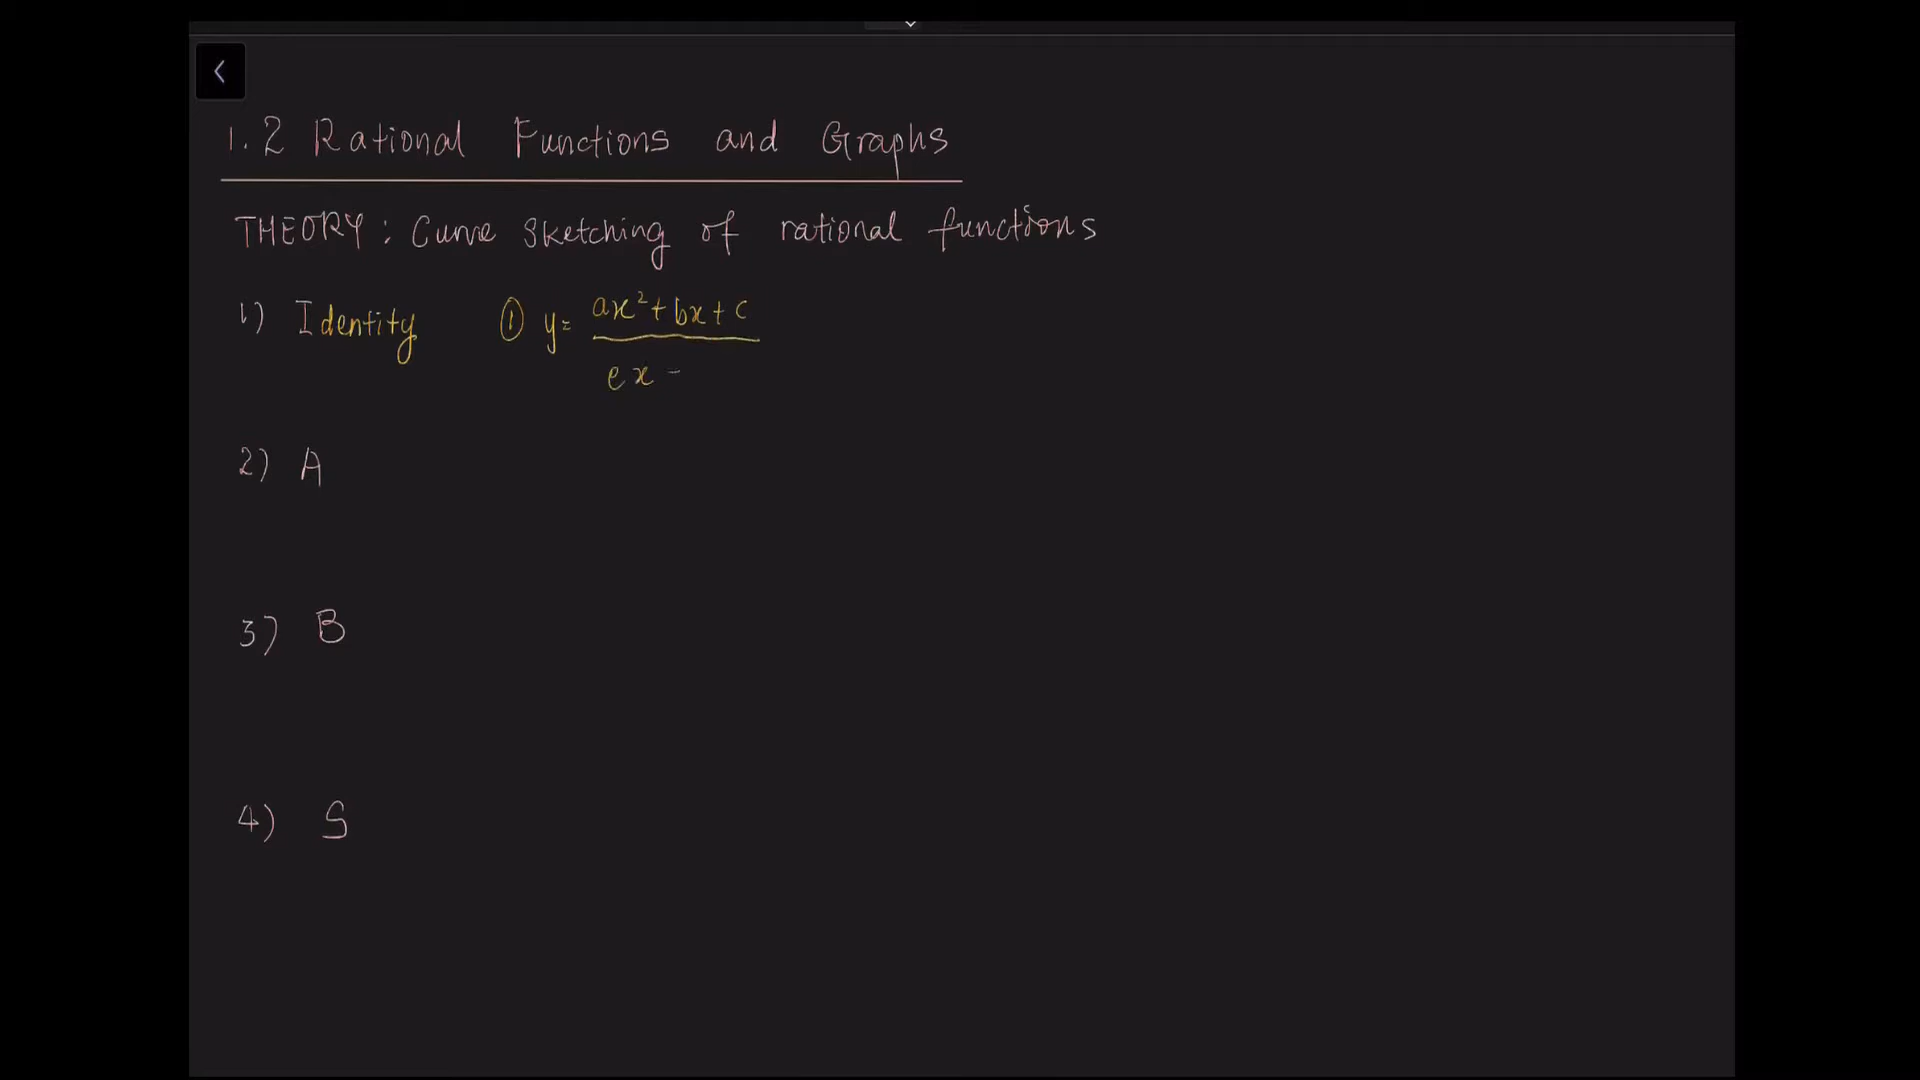 1.2 Rational Functions and Graphs
THEORY: Curve Sketching of rational functions
1) Identity ① y= ax²+bx+c
ex -
2) A
3) B
4) S